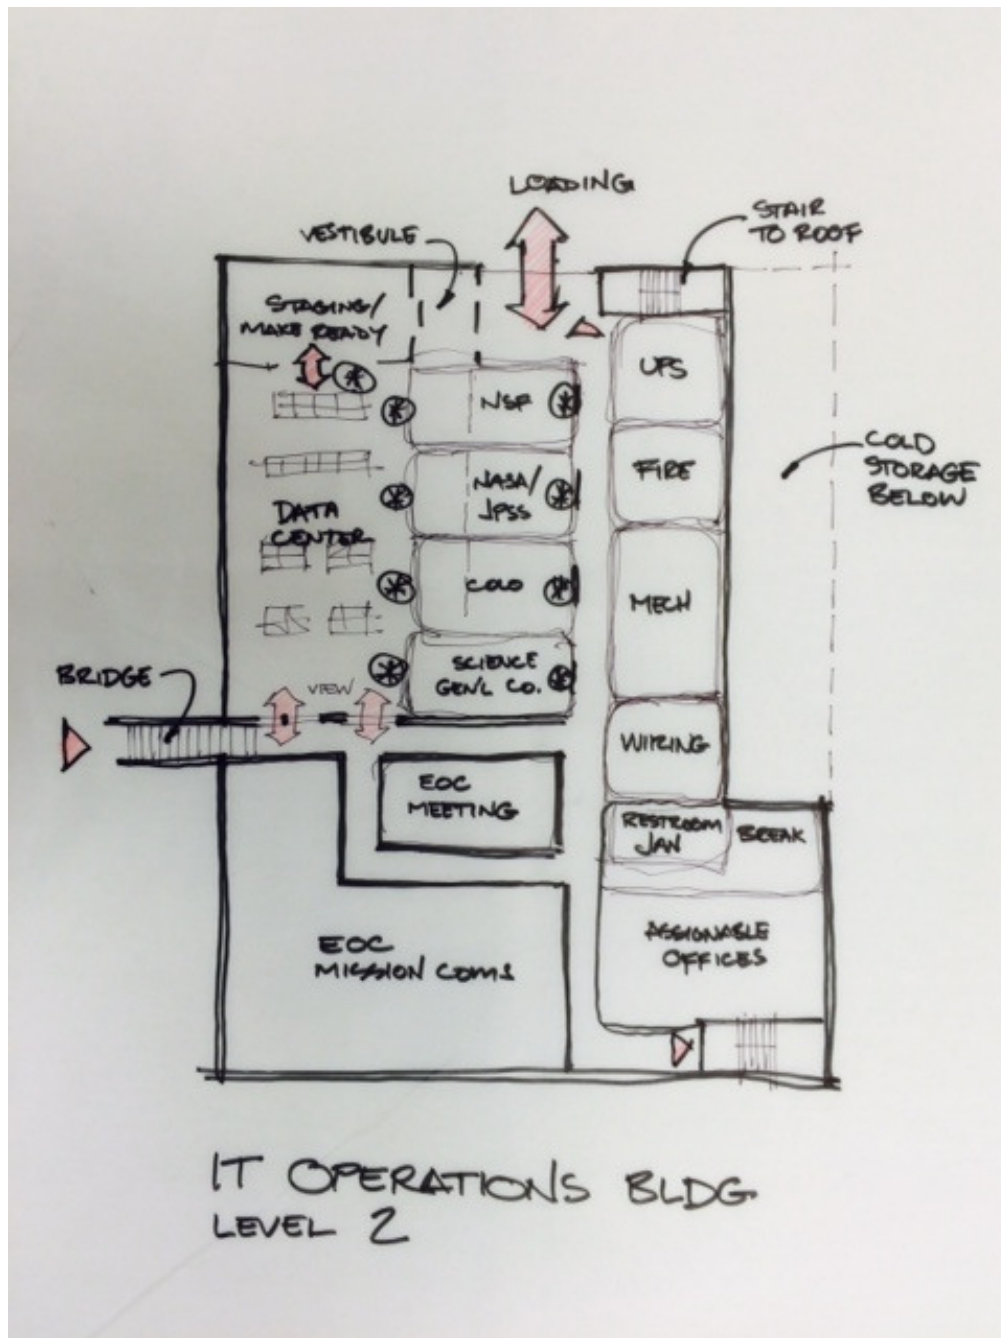 LOADING
STAIR
TO ROOF
VESTIBULE
STAGING/
MAKE READY
UPS
NSF
COLD
STORAGE
BELOW
FIRE
NASA/
JPSS
DATA
CENTER
COLO
MECH
SCIENCE
GEN'L CO.
BRIDGE
VIEW
WIRING
EOC
MEETING
RESTROOM
JAN
BREAK
ASSIGNABLE
OFFICES
EOC
MISSION COMS
IT OPERATIONS BLDG
LEVEL 2